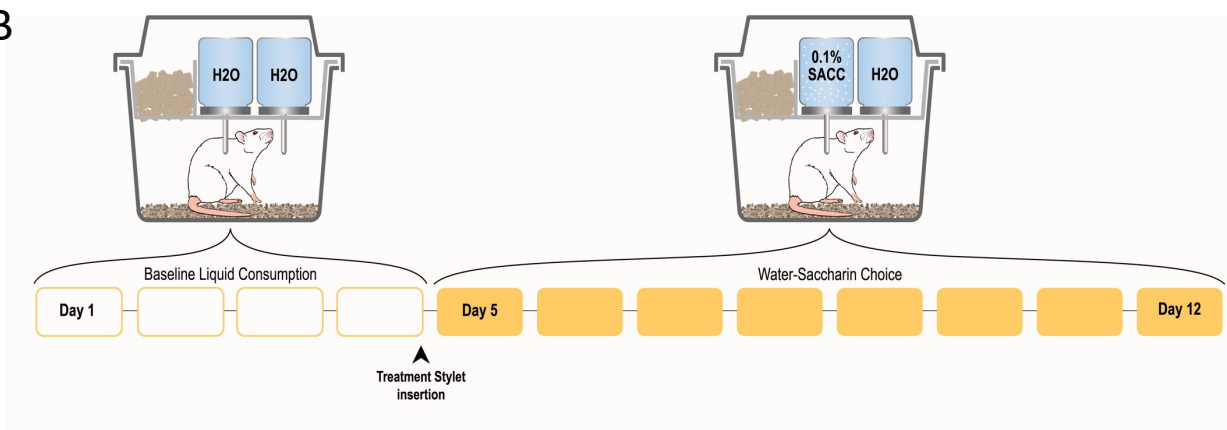 B
H2O
H2O
0.1%
SACC
H2O
Baseline Liquid Consumption
Water-Saccharin Choice
Day 1
Day 5
Day 12
Treatment Stylet
insertion